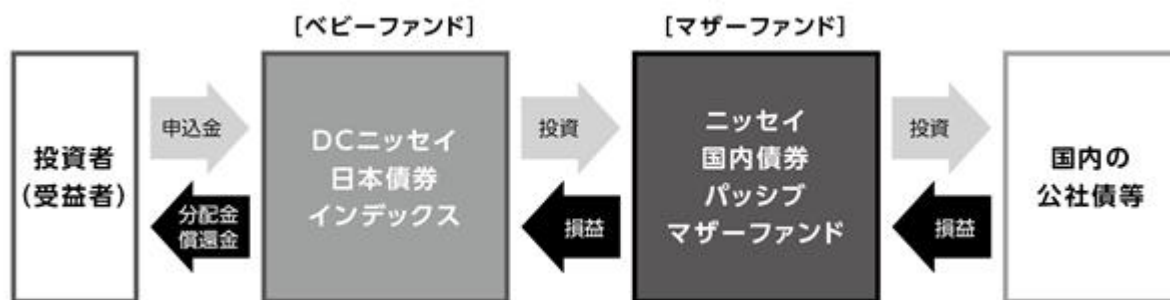 [ベビーファンド]
[マザーファンド]
投資者
(受益者)
申込金
分配金
償還金
DCニッセイ
日本債券
インデックス
投資
損益
ニッセイ
国内債券
パッシブ
マザーファンド
投資
損益
国内の
公社債等